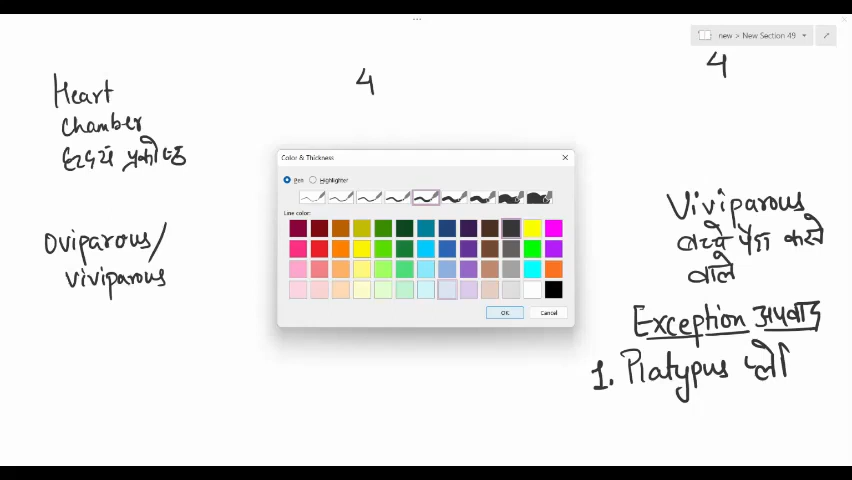 new > New Section 49
4
4
Heart
chamber
हृदय प्रकोष्ठ
Color & Thickness
Pen
Highlighter
Line color:
OK
Cancel
Oviparous/
viviparous
Viviparous
बच्चे पैदा करने
वाले
Exception अपवाद
1. Platypus प्लै